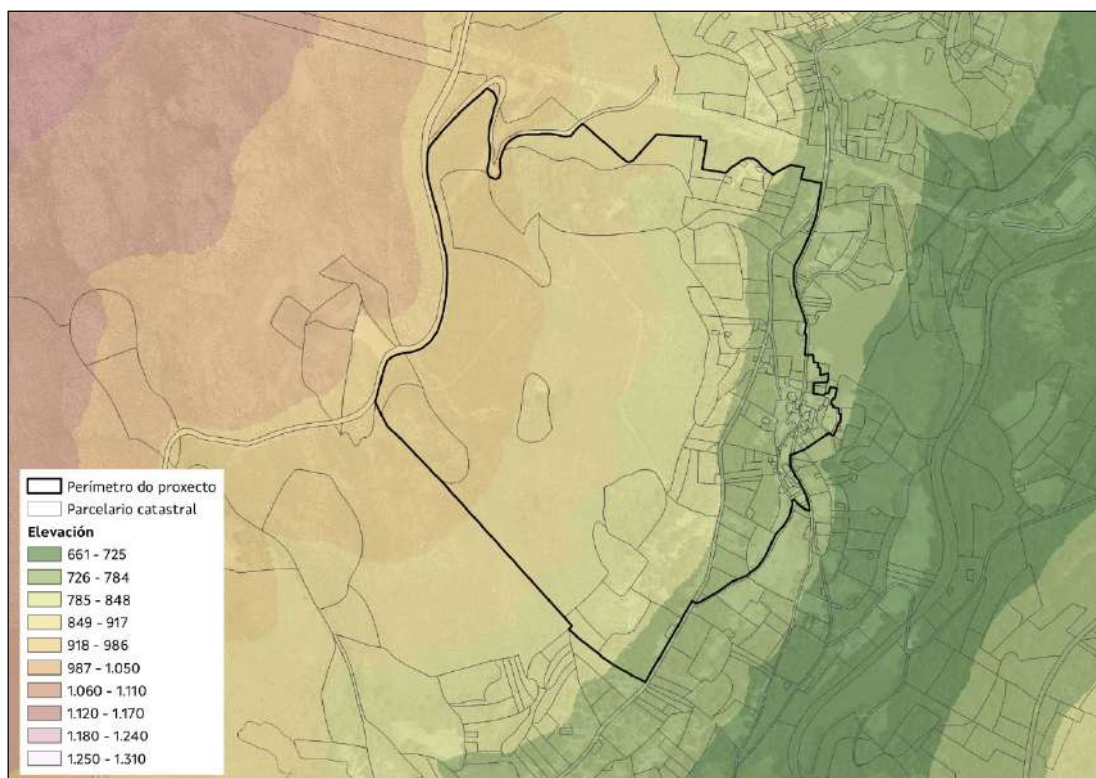 Perímetro do proxecto
Parcelario catastral
Elevación
661 - 725
726 - 784
785 - 848
849 - 917
918 - 986
987 - 1.050
1.060 - 1.110
1.120 - 1.170
1.180 - 1.240
1.250 - 1.310